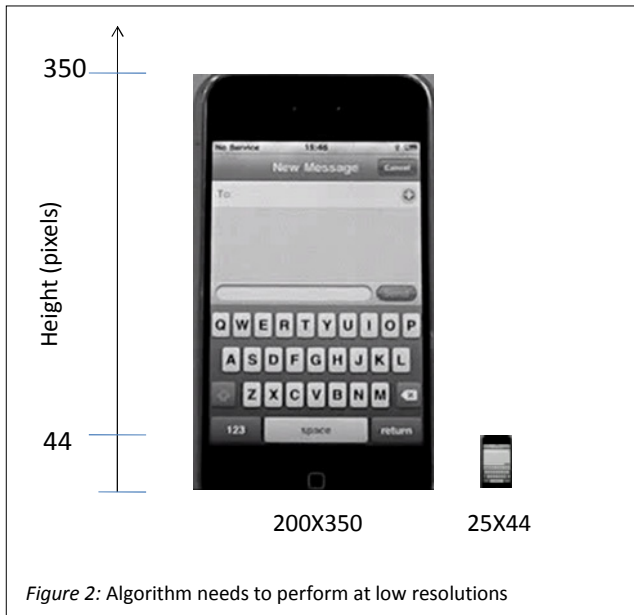 350
Height (pixels)
44
No Service 15:46
New Message Cancel
To:
Send
Q W E R T Y U I O P
A S D F G H J K L
Z X C V B N M
123 space return
200X350 25X44
Figure 2: Algorithm needs to perform at low resolutions